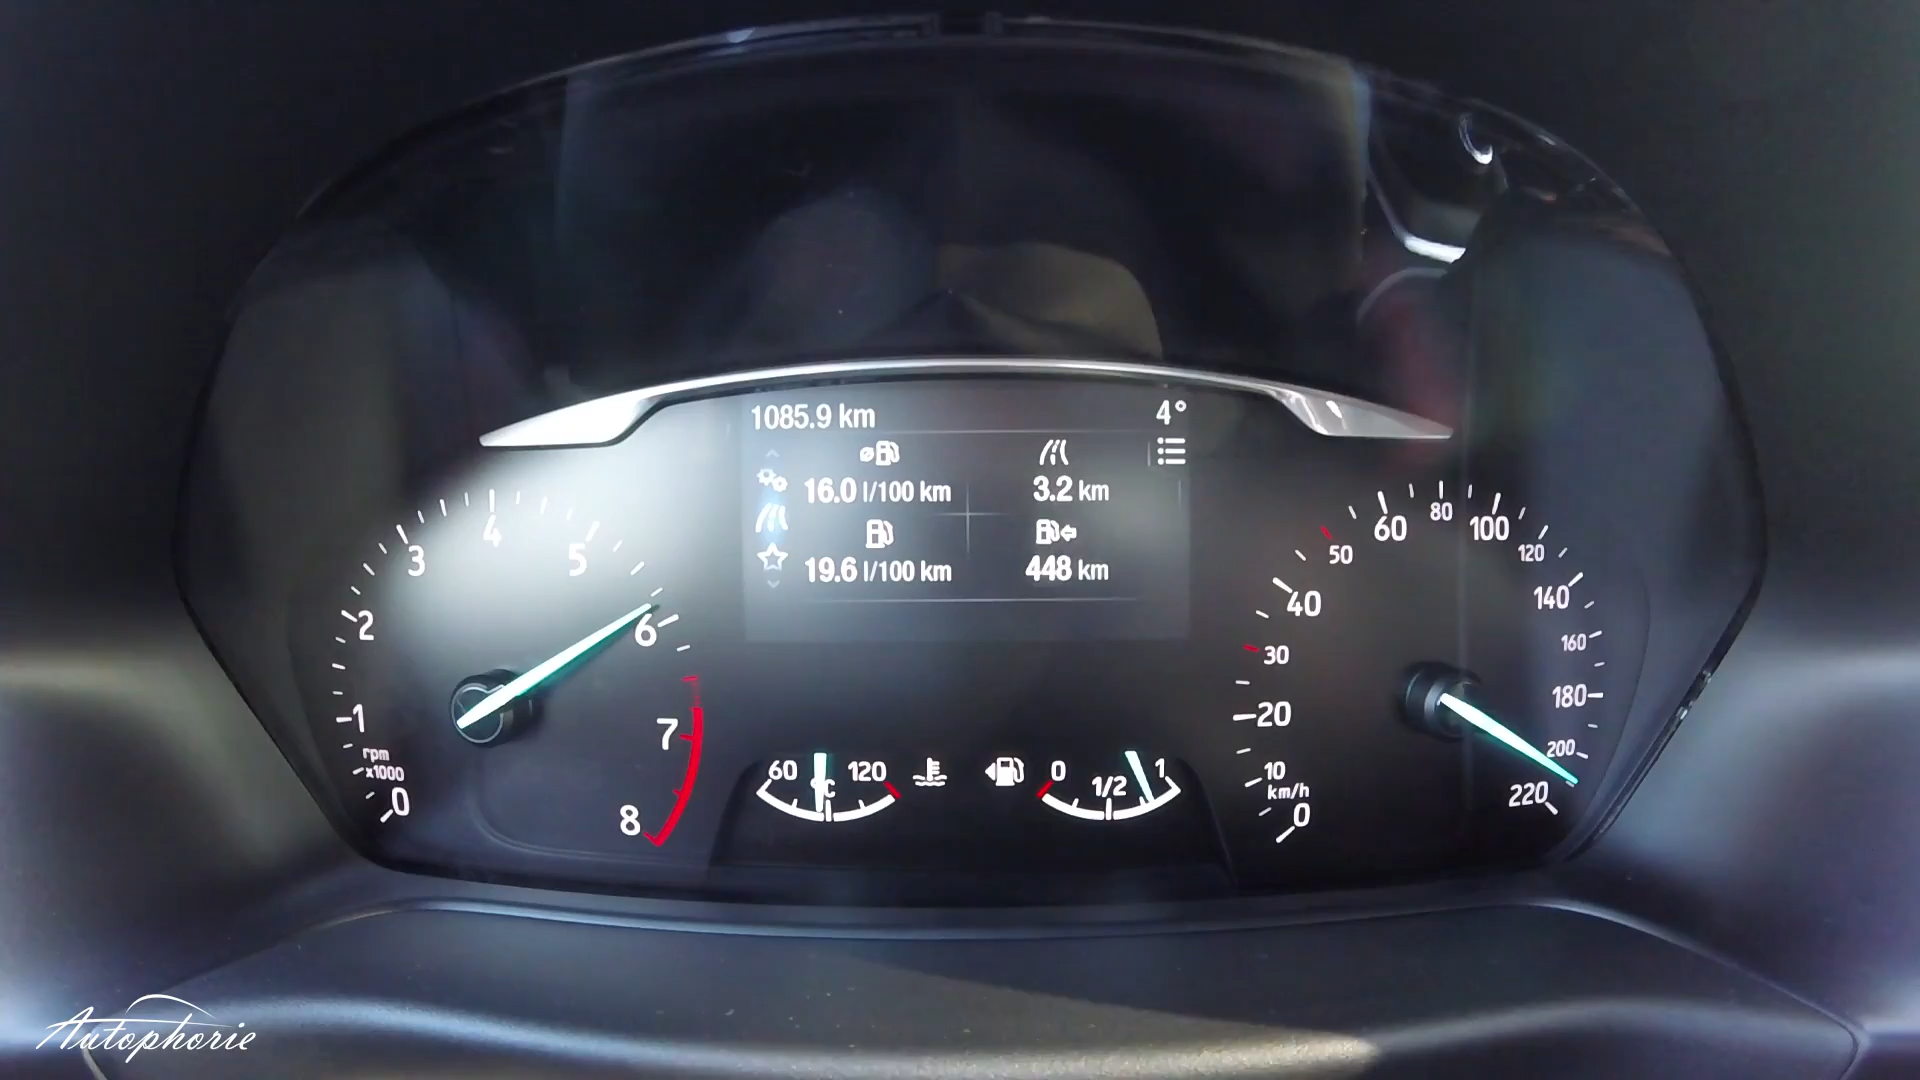 1085.9 km 4°
⌀
16.0 l/100 km 3.2 km
19.6 l/100 km 448 km
0
1
2
3
4
5
6
7
8
rpm
x1000
60 120
°C
0 1/2 1
0
10
20
30
40
50
60
80
100
120
140
160
180
200
220
km/h
Autophorie